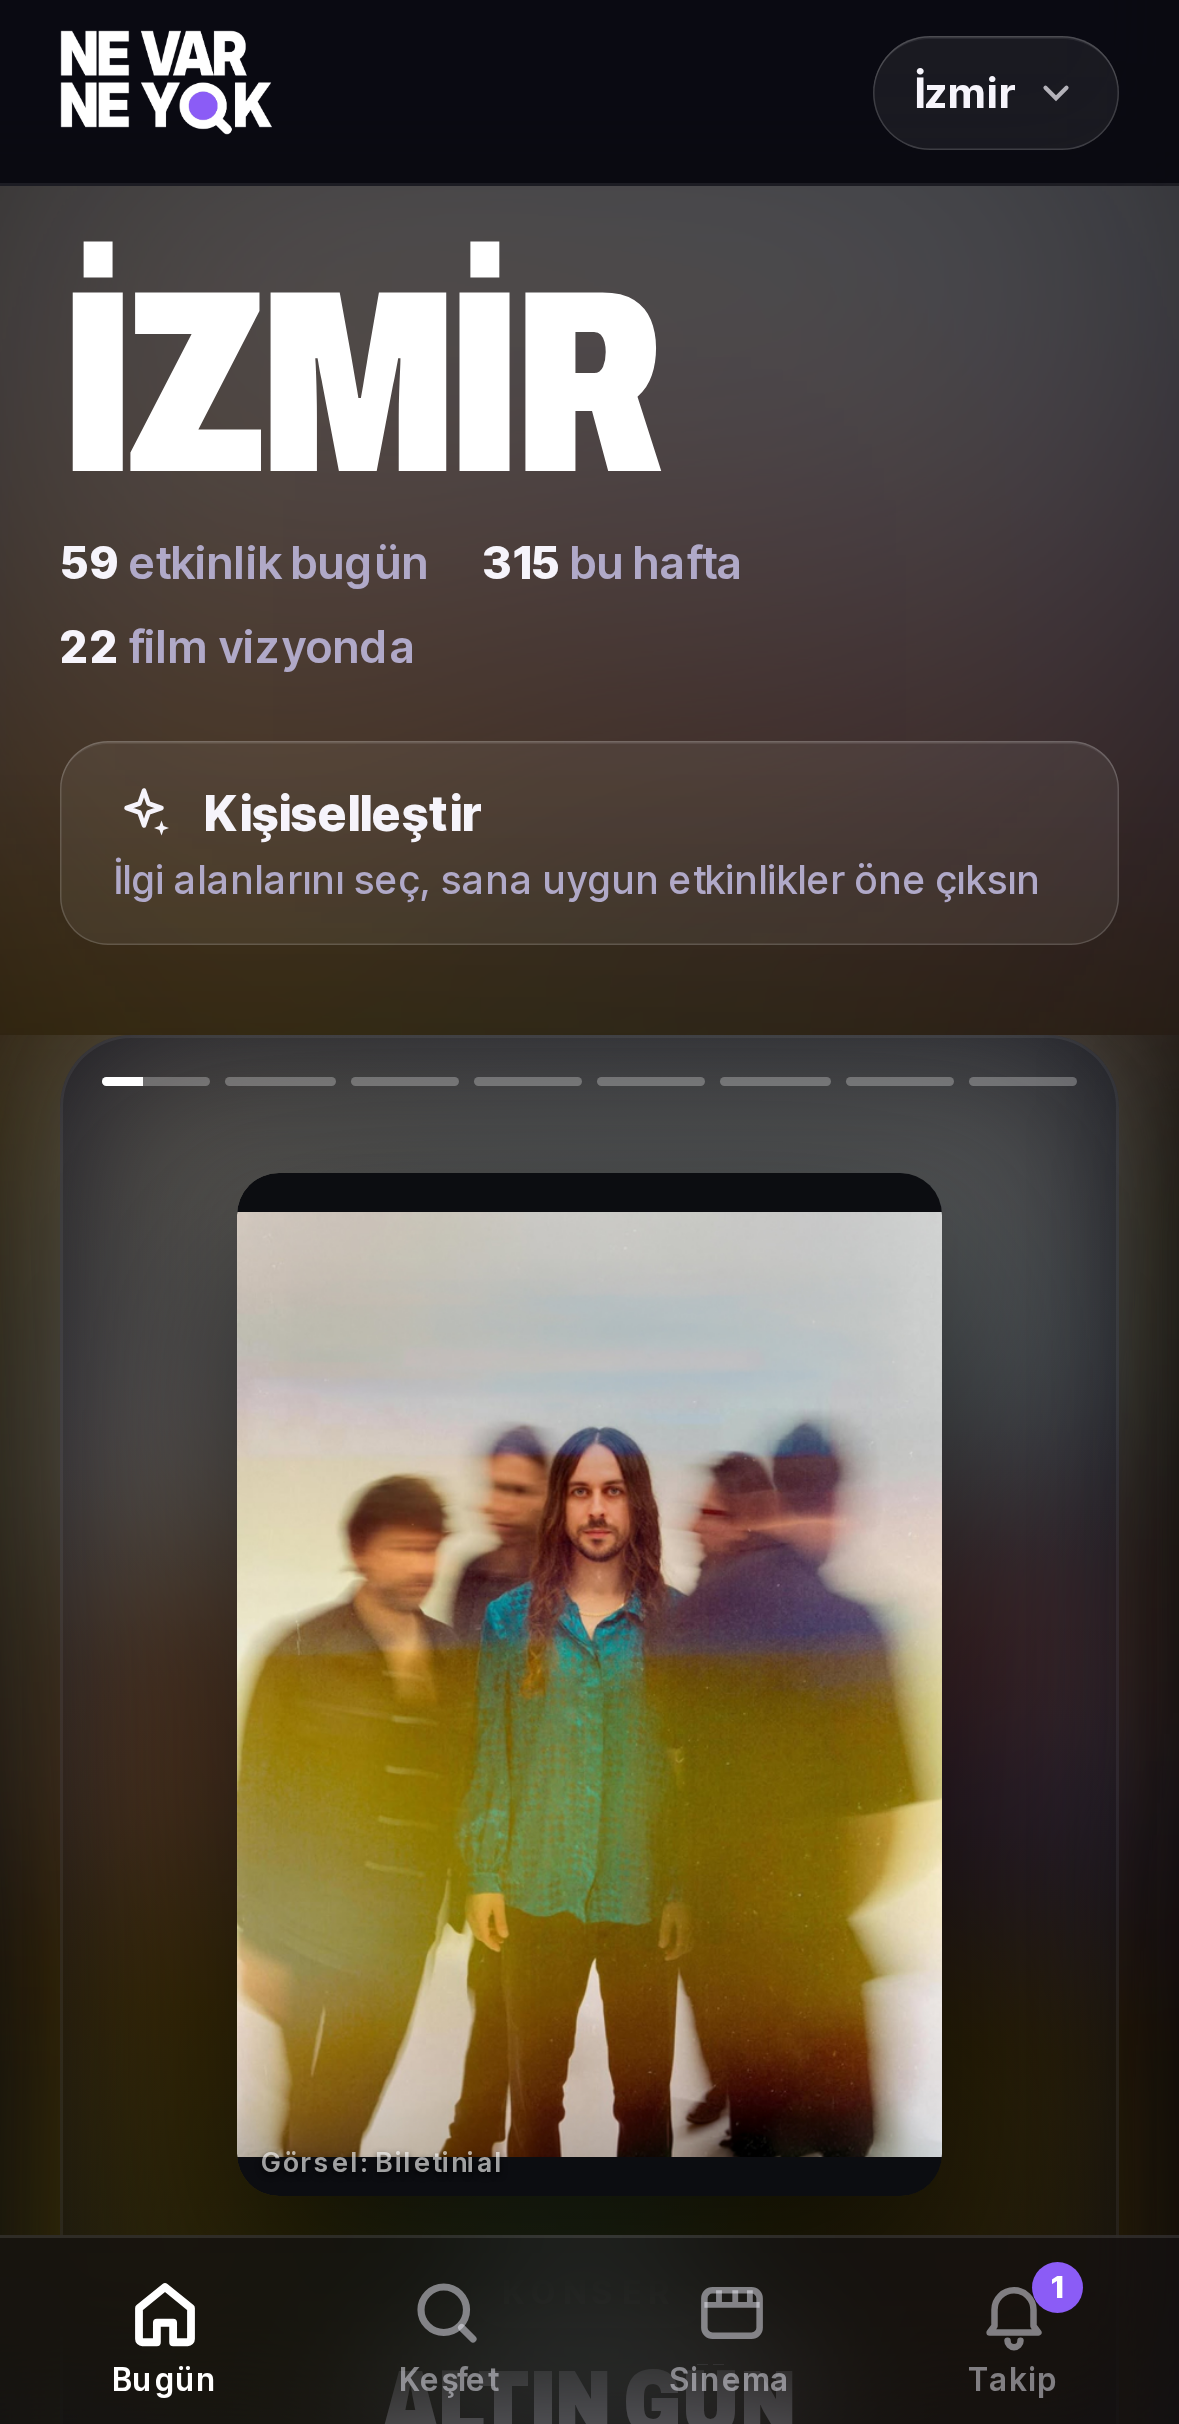 NE VAR
NE YOK
İzmir
İZMİR
59 etkinlik bugün 315 bu hafta
22 film vizyonda
Kişiselleştir
İlgi alanlarını seç, sana uygun etkinlikler öne çıksın
Görsel: Biletinial
1
Bugün Keşfet Sinema Takip
ALTIN GÜN